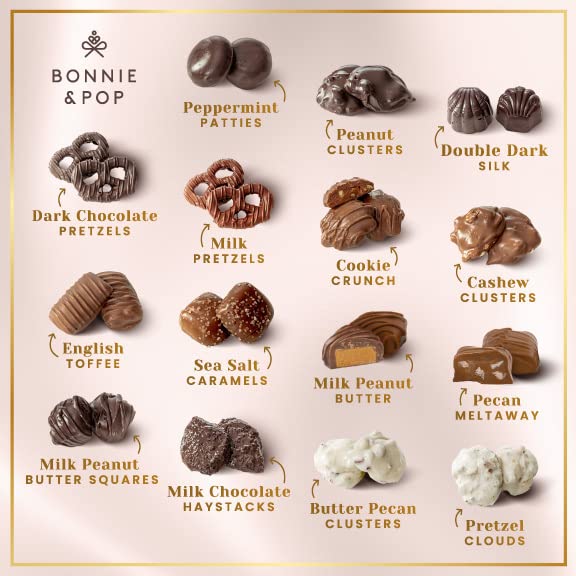 BONNIE
& POP
Peppermint
PATTIES
Peanut
CLUSTERS
Double Dark
SILK
Dark Chocolate
PRETZELS
Milk
PRETZELS
Cookie
CRUNCH
Cashew
CLUSTERS
English
TOFFEE
Sea Salt
CARAMELS
Milk Peanut
BUTTER
Pecan
MELTAWAY
Milk Peanut
BUTTER SQUARES
Milk Chocolate
HAYSTACKS
Butter Pecan
CLUSTERS
Pretzel
CLOUDS